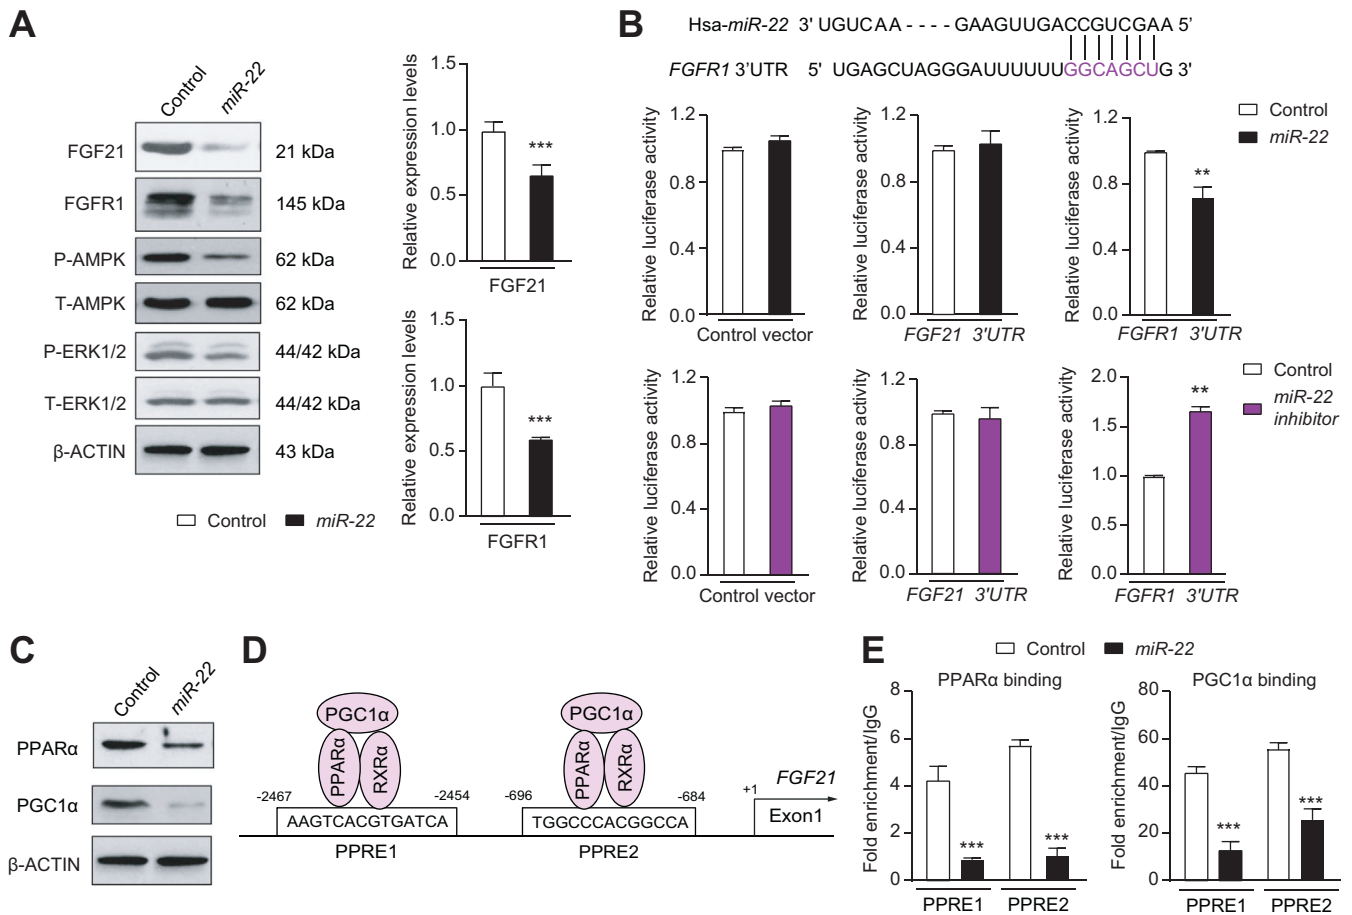 A
Control
miR-22
FGF21
21 kDa
FGFR1
145 kDa
P-AMPK
62 kDa
T-AMPK
62 kDa
P-ERK1/2
44/42 kDa
T-ERK1/2
44/42 kDa
β-ACTIN
43 kDa
Control
miR-22
Relative expression levels
1.5
1.0
0.5
0.0
***
FGF21
Relative expression levels
1.5
1.0
0.5
0.0
***
FGFR1
B
Hsa-miR-22 3' UGUCAA - - - - GAAGUUGACCGUCGAA 5'
FGFR1 3'UTR 5' UGAGCUAGGGAUUUUUUGGCAGCUG 3'
Relative luciferase activity
1.2
0.8
0.4
0.0
Control vector
Relative luciferase activity
1.2
0.8
0.4
0.0
FGF21 3'UTR
Relative luciferase activity
1.2
0.8
0.4
0.0
**
FGFR1 3'UTR
Control
miR-22
Relative luciferase activity
1.2
0.8
0.4
0.0
Control vector
Relative luciferase activity
1.2
0.8
0.4
0.0
FGF21 3'UTR
Relative luciferase activity
2.0
1.5
1.0
0.5
0.0
**
FGFR1 3'UTR
Control
miR-22
inhibitor
C
Control
miR-22
PPARα
PGC1α
β-ACTIN
D
PGC1α
PPARα
RXRα
-2467
-2454
AAGTCACGTGATCA
PPRE1
PGC1α
PPARα
RXRα
-696
-684
TGGCCCACGGCCA
PPRE2
+1
FGF21
Exon1
E
Control
miR-22
PPARα binding
Fold enrichment/IgG
8
6
4
2
0
***
***
PPRE1
PPRE2
PGC1α binding
Fold enrichment/IgG
80
60
40
20
0
***
***
PPRE1
PPRE2